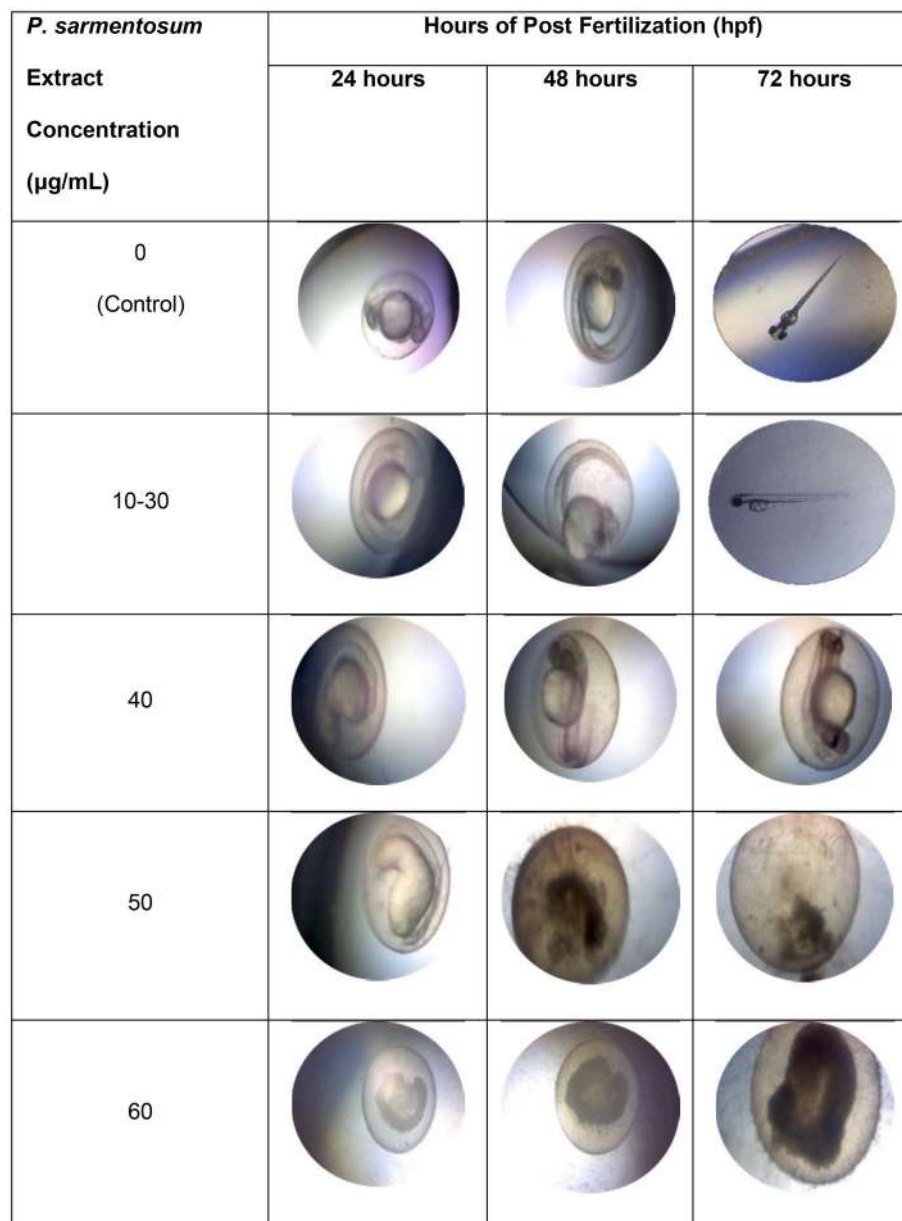 P. sarmentosum
Extract
Concentration
(µg/mL)
Hours of Post Fertilization (hpf)
24 hours
48 hours
72 hours
0
(Control)
10-30
40
50
60